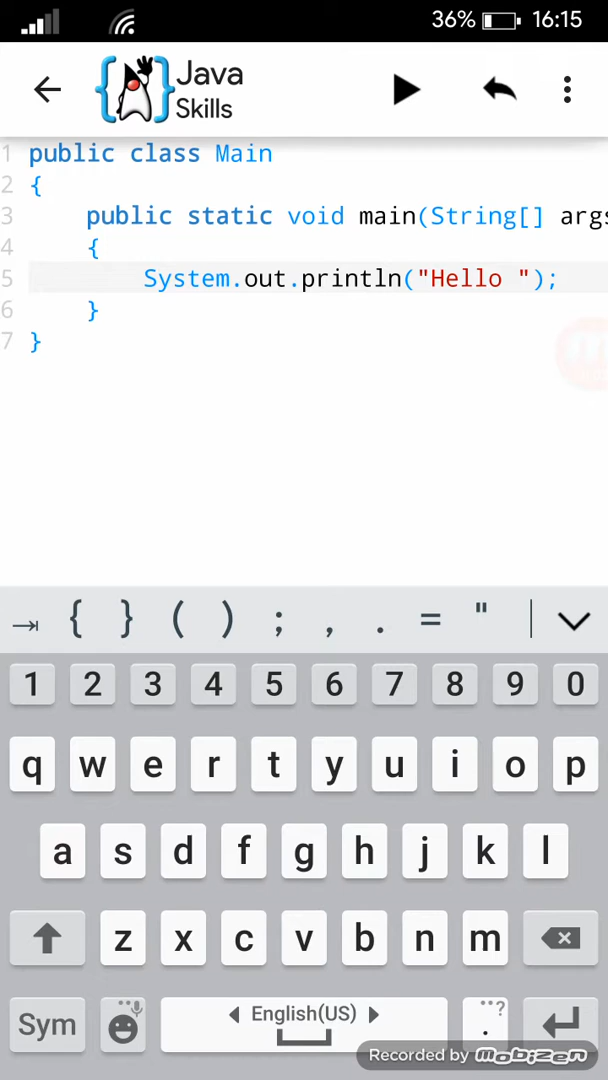 36% 16:15
Java
Skills
1 public class Main
2 {
3 public static void main(String[] args
4 {
5 System.out.println("Hello ");
6 }
7 }
{ } ( ) ; , . = " |
1 2 3 4 5 6 7 8 9 0
q w e r t y u i o p
a s d f g h j k l
z x c v b n m
Sym English(US) . ?
Recorded by mobizen